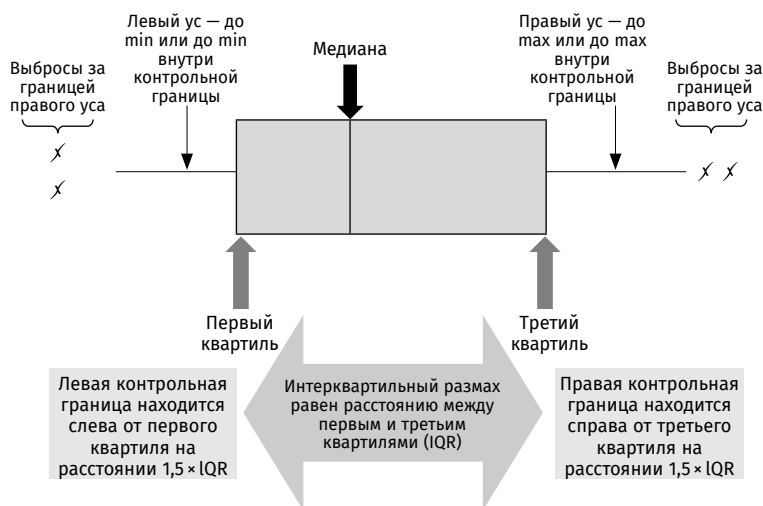 Левый ус — до
min или до min
внутри
контрольной
границы
Медиана
Правый ус — до
max или до max
внутри
контрольной
границы
Выбросы за
границей
правого уса
Выбросы за
границей
правого уса
Первый
квартиль
Третий
квартиль
Левая контрольная
граница находится
слева от первого
квартиля на
расстоянии 1,5 × lQR
Интерквартильный размах
равен расстоянию между
первым и третьим
квартилями (IQR)
Правая контрольная
граница находится
справа от третьего
квартиля на
расстоянии 1,5 × lQR